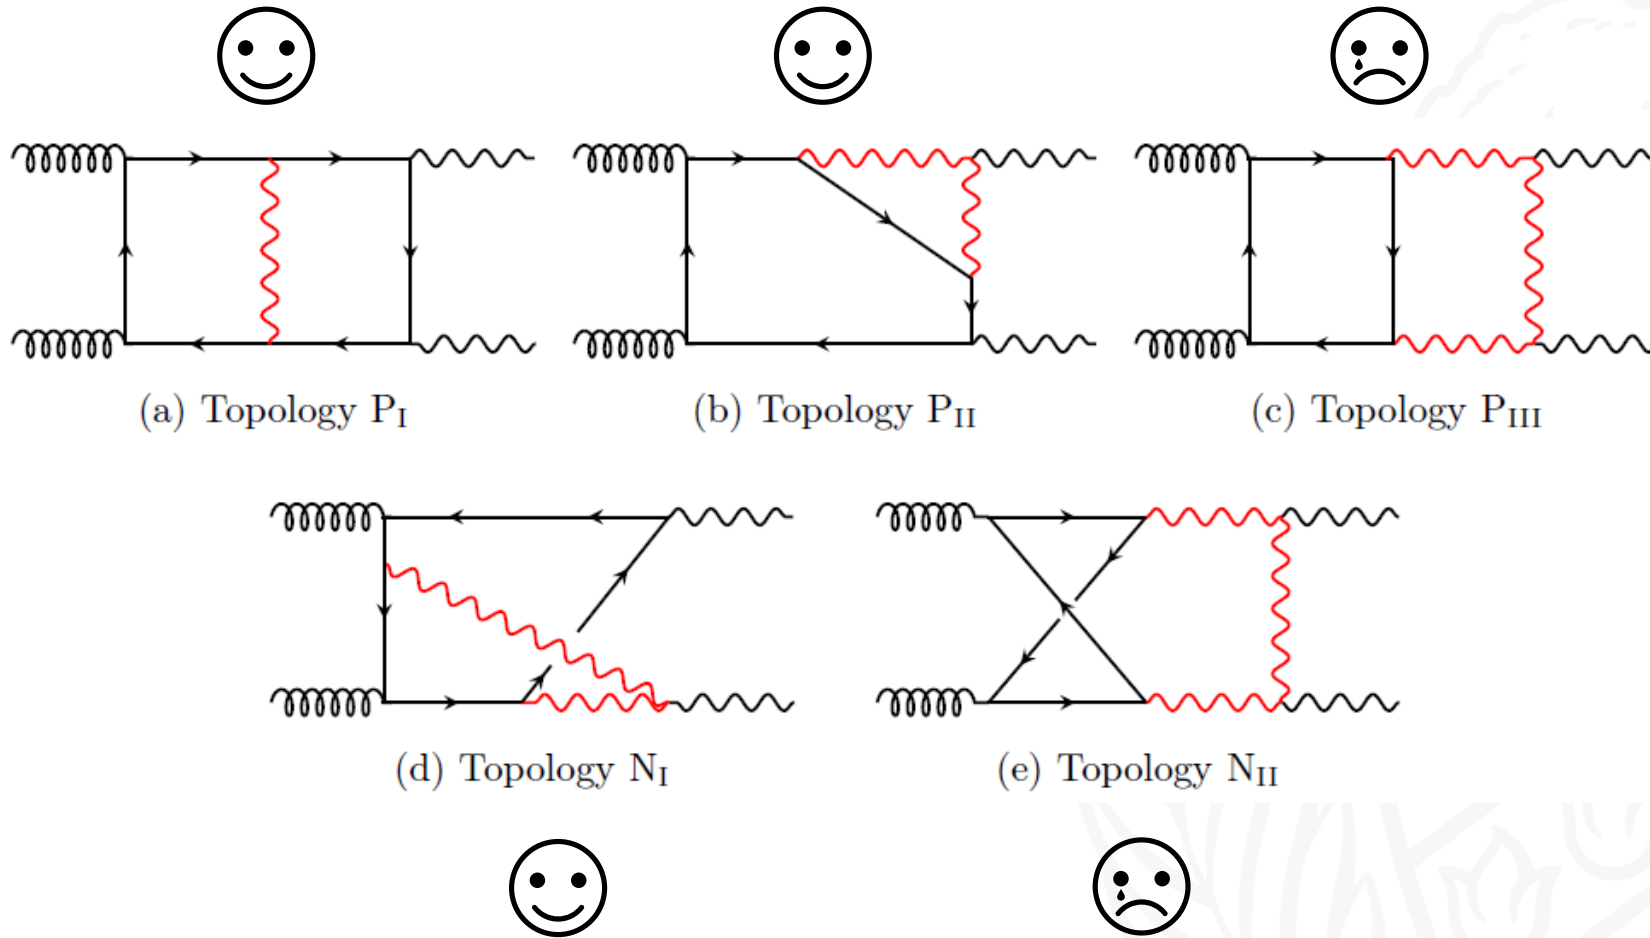 (a) Topology P_I
(b) Topology P_II
(c) Topology P_III
(d) Topology N_I
(e) Topology N_II